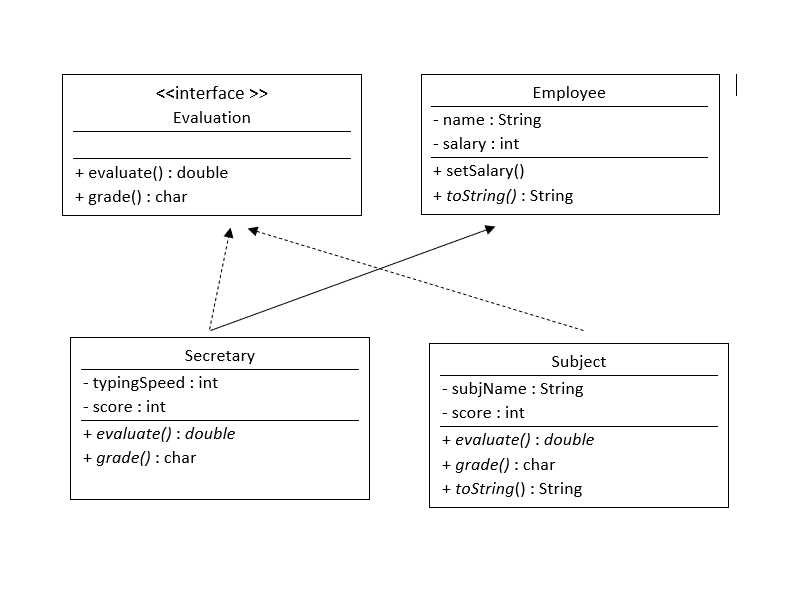 <<interface >>
Evaluation
+ evaluate() : double
+ grade() : char
Employee
- name : String
- salary : int
+ setSalary()
+ toString() : String
Secretary
- typingSpeed : int
- score : int
+ evaluate() : double
+ grade() : char
Subject
- subjName : String
- score : int
+ evaluate() : double
+ grade() : char
+ toString() : String